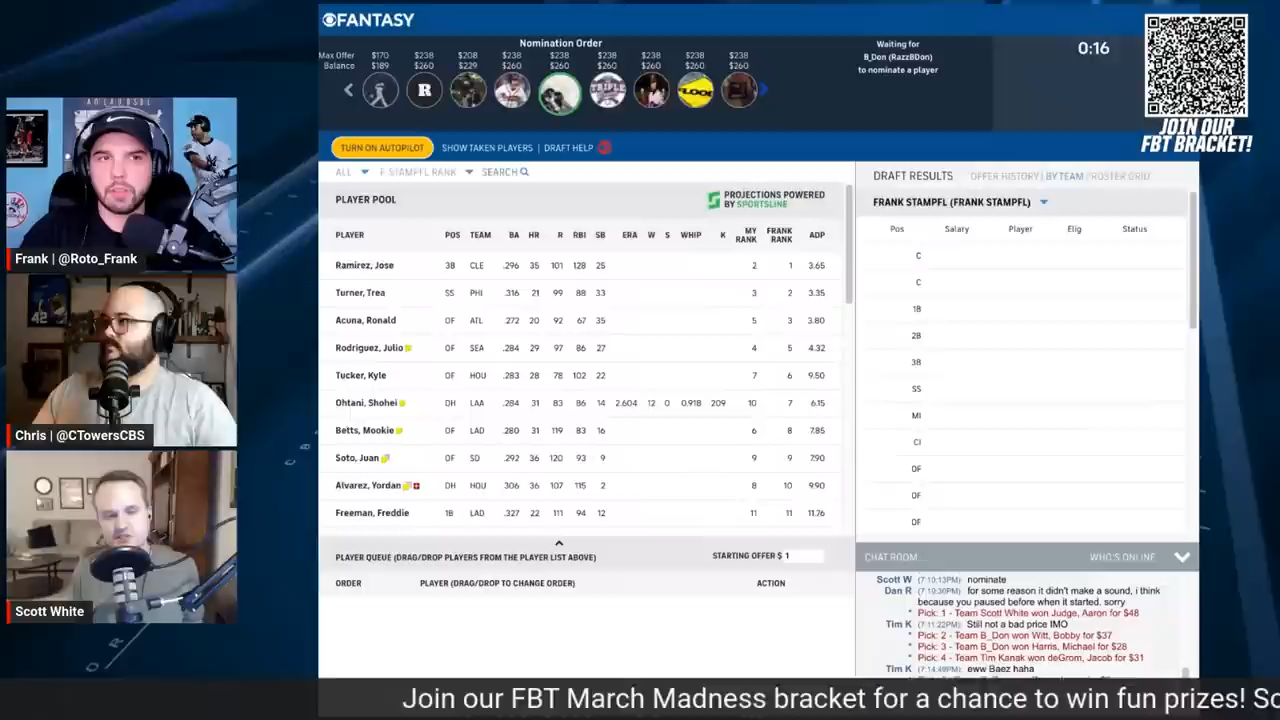 FANTASY
Nomination Order
Max Offer $170 $238 $208 $238 $238 $238 $238 $238 $238
Balance $189 $260 $229 $260 $260 $260 $260 $260 $260
R
TRIPLE
Waiting for
B_Don (RazzBDon)
to nominate a player
0:16
JOIN OUR
FBT BRACKET!
TURN ON AUTOPILOT SHOW TAKEN PLAYERS | DRAFT HELP
ALL F. STAMPFL RANK SEARCH
PLAYER POOL
PROJECTIONS POWERED
BY SPORTSLINE
PLAYER POS TEAM BA HR R RBI SB ERA W S WHIP K MY RANK FRANK RANK ADP
Ramirez, Jose 3B CLE .296 35 101 128 25 2 1 3.65
Turner, Trea SS PHI .316 21 99 88 33 3 2 3.35
Acuna, Ronald OF ATL .272 20 92 67 35 5 3 3.80
Rodriguez, Julio OF SEA .284 29 97 86 27 4 5 4.32
Tucker, Kyle OF HOU .283 28 78 102 22 7 6 9.50
Ohtani, Shohei DH LAA .284 31 83 86 14 2.604 12 0 0.918 209 10 7 6.15
Betts, Mookie OF LAD .280 31 119 83 16 6 8 7.85
Soto, Juan OF SD .292 36 120 93 9 9 9 7.90
Alvarez, Yordan DH HOU .306 36 107 115 2 8 10 9.90
Freeman, Freddie 1B LAD .327 22 111 94 12 11 11 11.76
PLAYER QUEUE (DRAG/DROP PLAYERS FROM THE PLAYER LIST ABOVE) STARTING OFFER $ 1
ORDER PLAYER (DRAG/DROP TO CHANGE ORDER) ACTION
DRAFT RESULTS OFFER HISTORY | BY TEAM / ROSTER GRID
FRANK STAMPFL (FRANK STAMPFL)
Pos Salary Player Elig Status
C
C
1B
2B
3B
SS
MI
CI
OF
OF
OF
CHAT ROOM... WHO'S ONLINE
Scott W (7:10:13PM): nominate
Dan R (7:10:30PM): for some reason it didn't make a sound, i think
because you paused before when it started. sorry
* Pick: 1 - Team Scott White won Judge, Aaron for $48
Tim K (7:11:22PM): Still not a bad price IMO
* Pick: 2 - Team B_Don won Witt, Bobby for $37
* Pick: 3 - Team B_Don won Harris, Michael for $28
* Pick: 4 - Team Tim Kanak won deGrom, Jacob for $31
Tim K (7:14:49PM): eww Baez haha
Frank | @Roto_Frank
Chris | @CTowersCBS
Scott White
Join our FBT March Madness bracket for a chance to win fun prizes! Sc